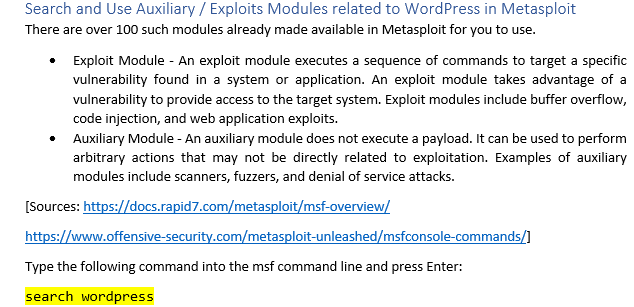 Search and Use Auxiliary / Exploits Modules related to WordPress in Metasploit
There are over 100 such modules already made available in Metasploit for you to use.
• Exploit Module - An exploit module executes a sequence of commands to target a specific
vulnerability found in a system or application. An exploit module takes advantage of a
vulnerability to provide access to the target system. Exploit modules include buffer overflow,
code injection, and web application exploits.
• Auxiliary Module - An auxiliary module does not execute a payload. It can be used to perform
arbitrary actions that may not be directly related to exploitation. Examples of auxiliary
modules include scanners, fuzzers, and denial of service attacks.
[Sources: https://docs.rapid7.com/metasploit/msf-overview/
https://www.offensive-security.com/metasploit-unleashed/msfconsole-commands/]
Type the following command into the msf command line and press Enter:
search wordpress